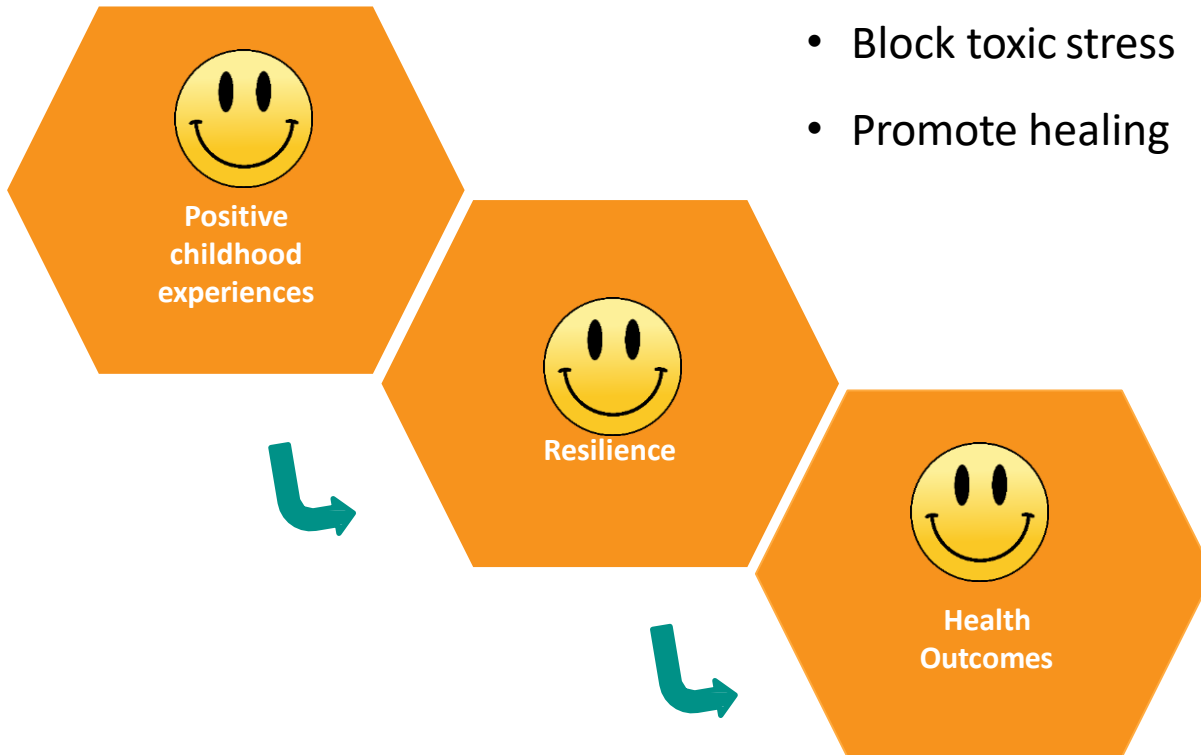 • Block toxic stress
• Promote healing
Positive
childhood
experiences
Resilience
Health
Outcomes